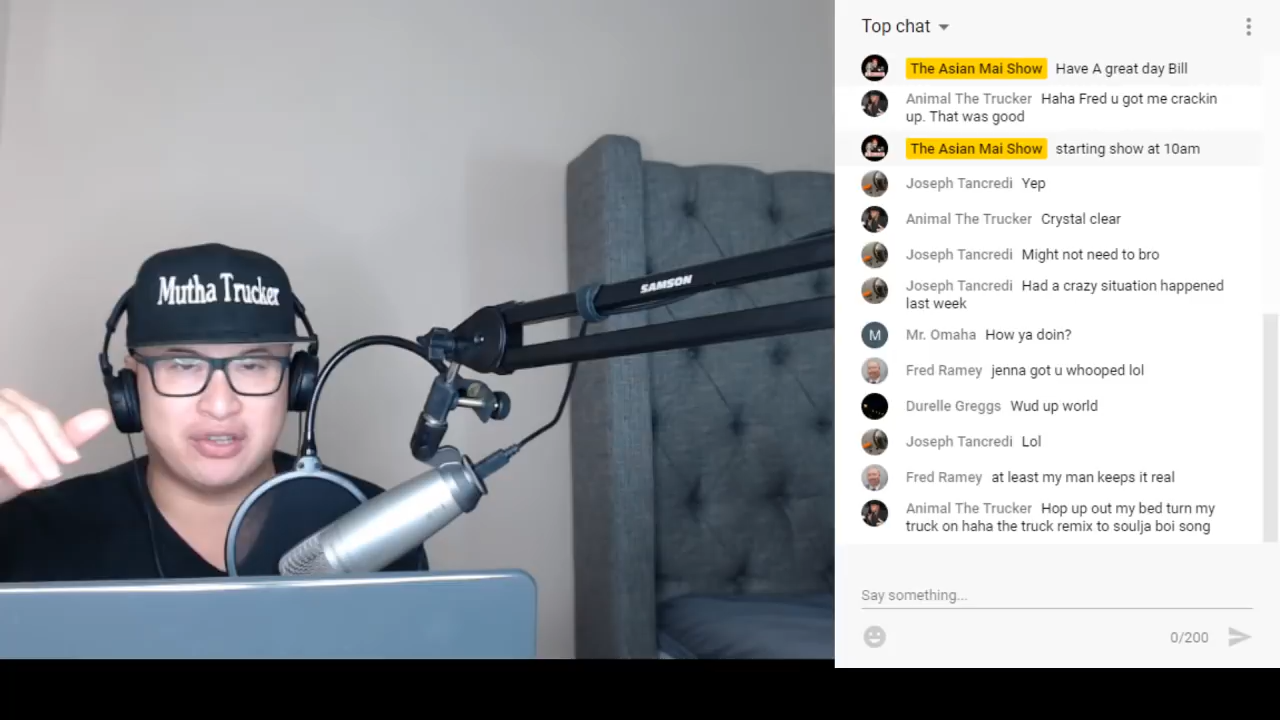 Mutha Trucker
SAMSON
Top chat
The Asian Mai Show Have A great day Bill
Animal The Trucker Haha Fred u got me crackin
up. That was good
The Asian Mai Show starting show at 10am
Joseph Tancredi Yep
Animal The Trucker Crystal clear
Joseph Tancredi Might not need to bro
Joseph Tancredi Had a crazy situation happened
last week
M Mr. Omaha How ya doin?
Fred Ramey jenna got u whooped lol
Durelle Greggs Wud up world
Joseph Tancredi Lol
Fred Ramey at least my man keeps it real
Animal The Trucker Hop up out my bed turn my
truck on haha the truck remix to soulja boi song
Say something...
0/200